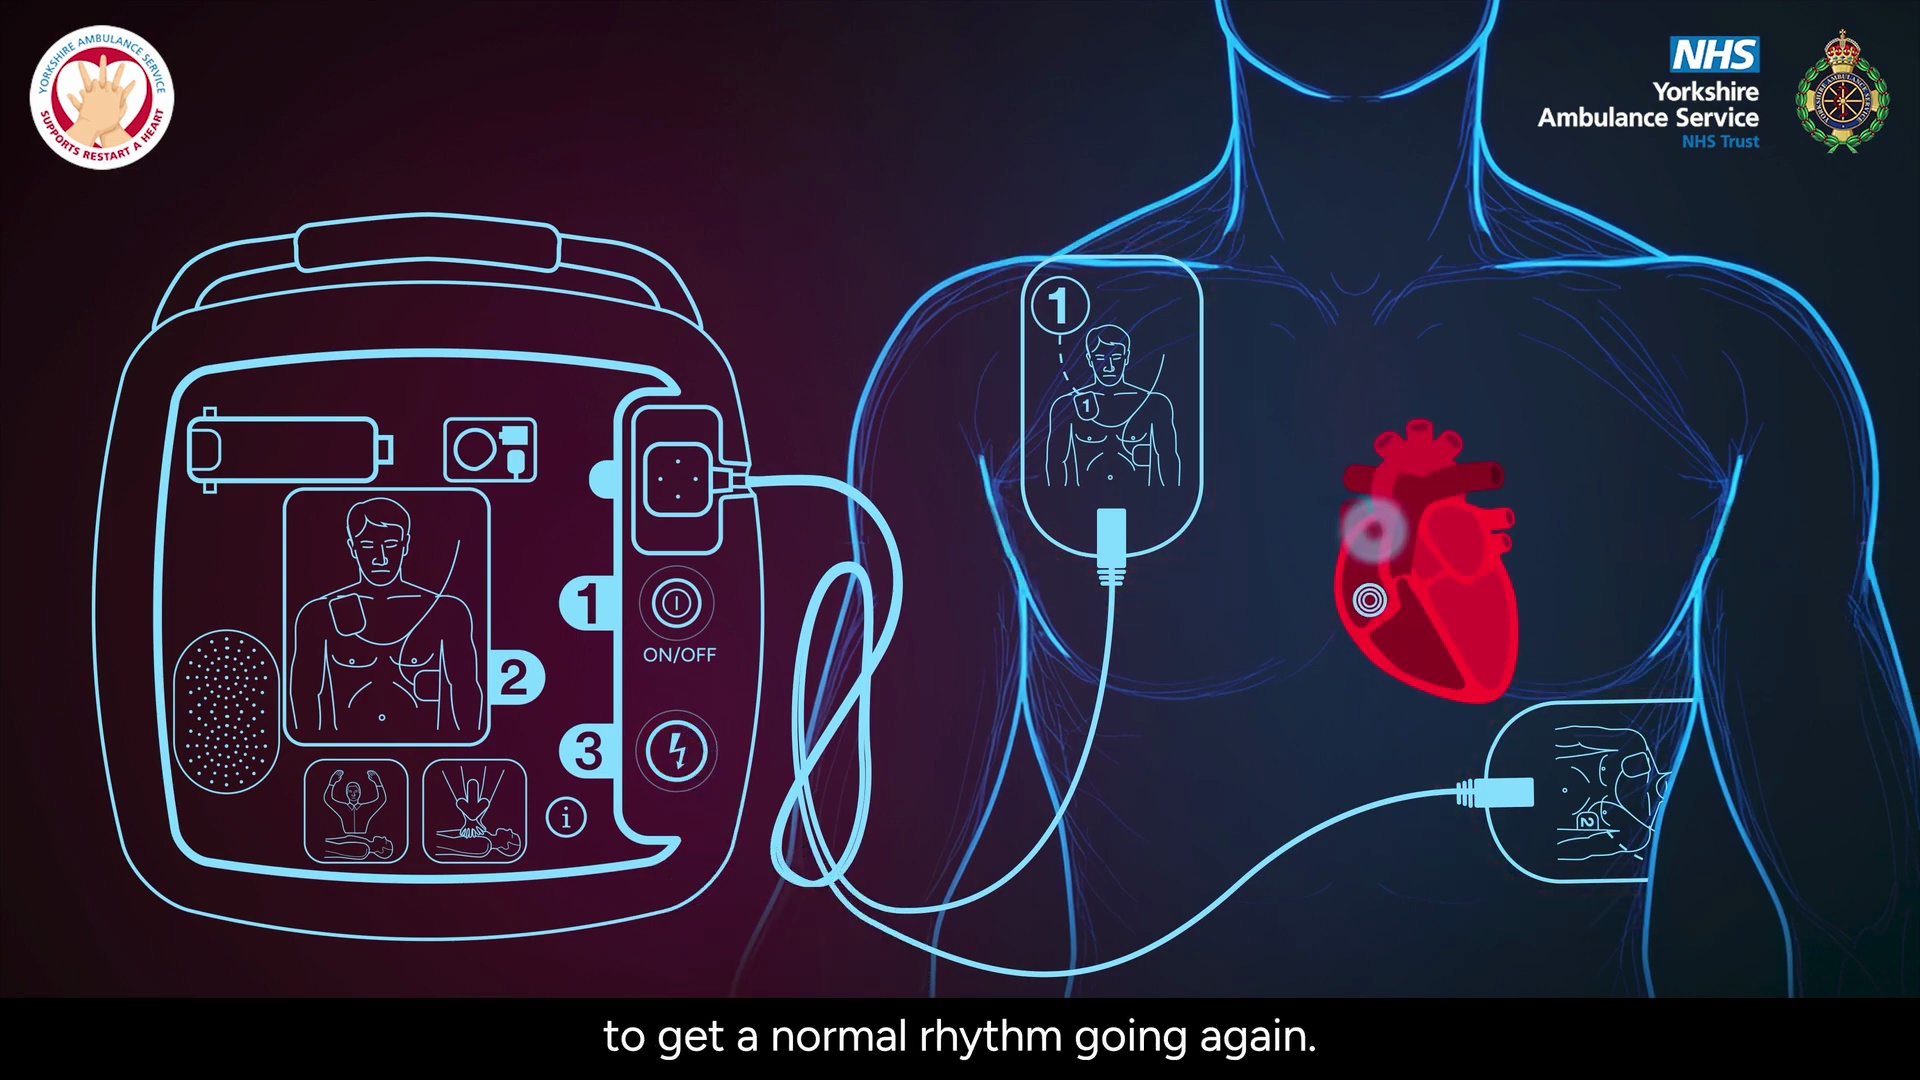 YORKSHIRE AMBULANCE SERVICE
SUPPORTS RESTART A HEART
NHS
Yorkshire
Ambulance Service
NHS Trust
1
1
1
ON/OFF
2
3
i
2
to get a normal rhythm going again.